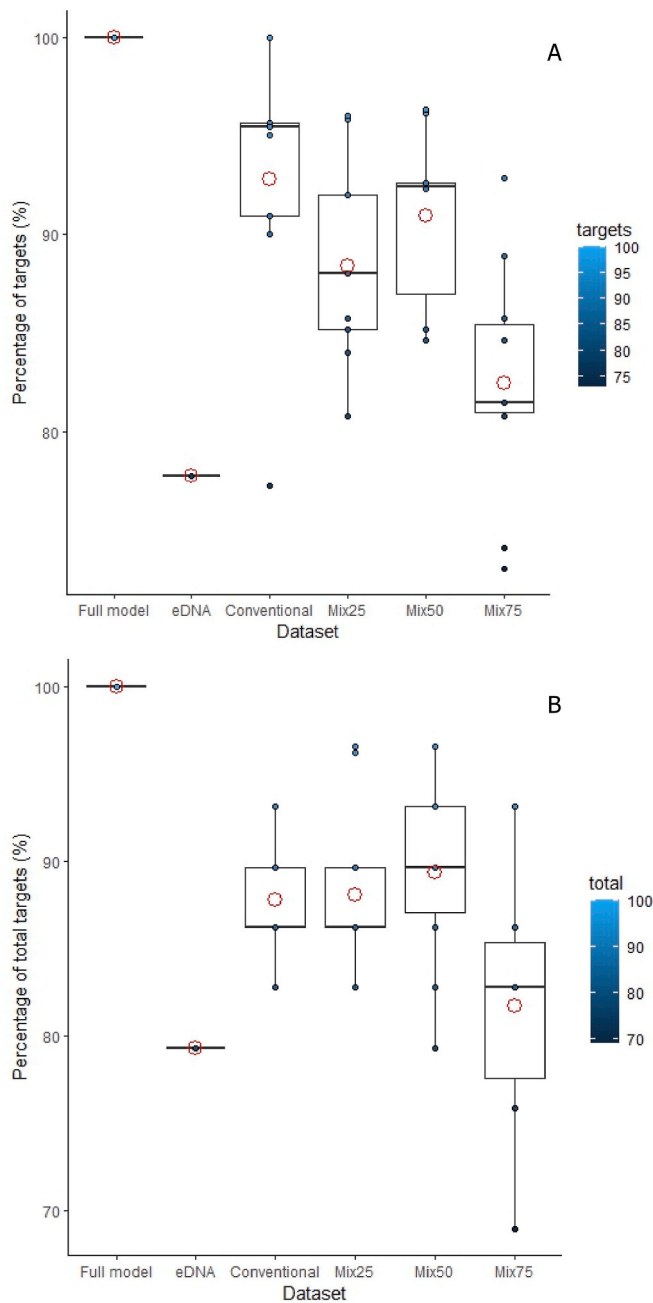 A
100
90
80
Percentage of targets (%)
targets
100
95
90
85
80
75
Full model eDNA Conventional Mix25 Mix50 Mix75
Dataset
B
100
90
80
70
Percentage of total targets (%)
total
100
90
80
70
Full model eDNA Conventional Mix25 Mix50 Mix75
Dataset